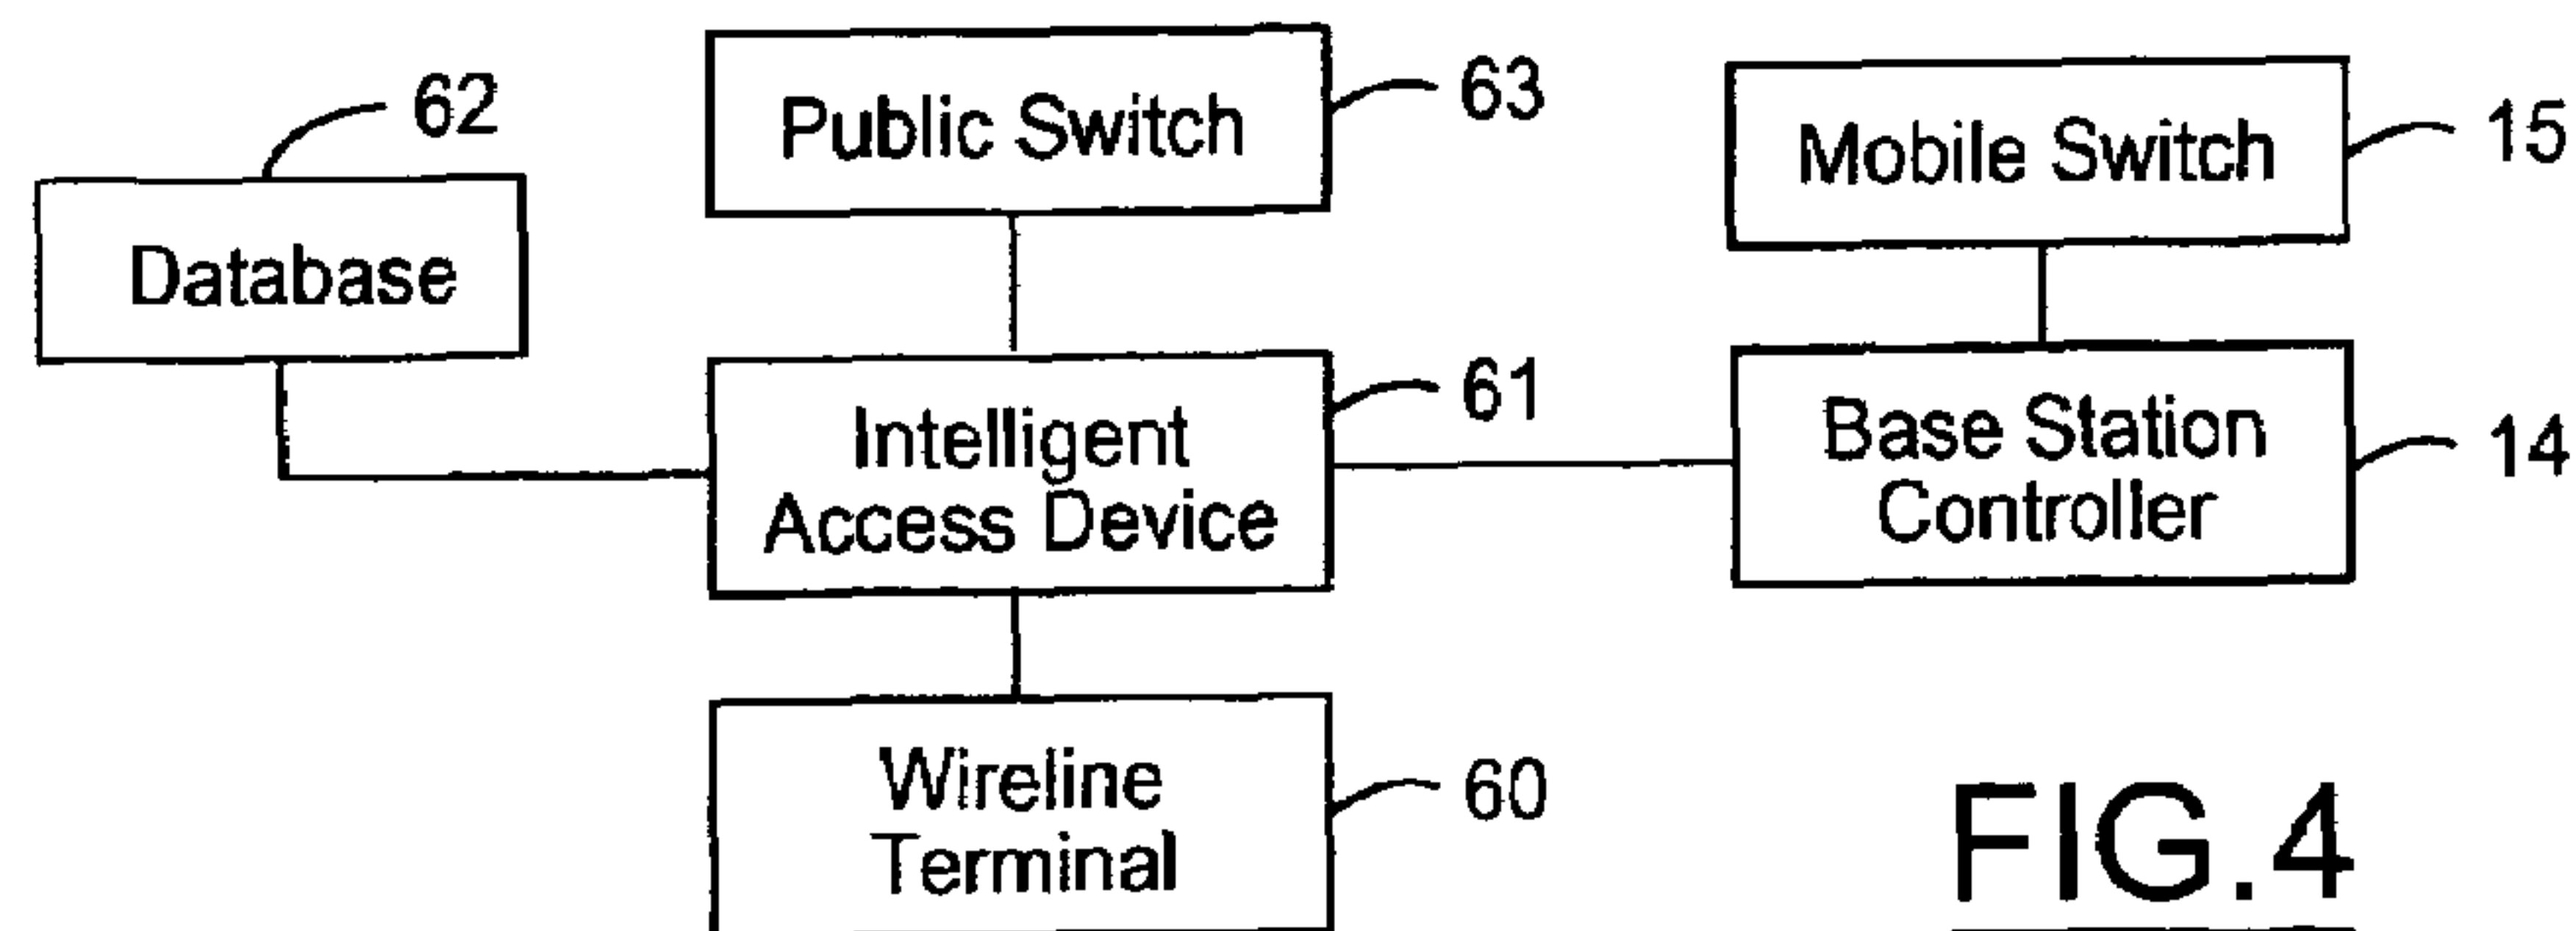 62
Database
Public Switch
63
Mobile Switch
15
Intelligent
Access Device
61
Base Station
Controller
14
Wireline
Terminal
60
FIG.4